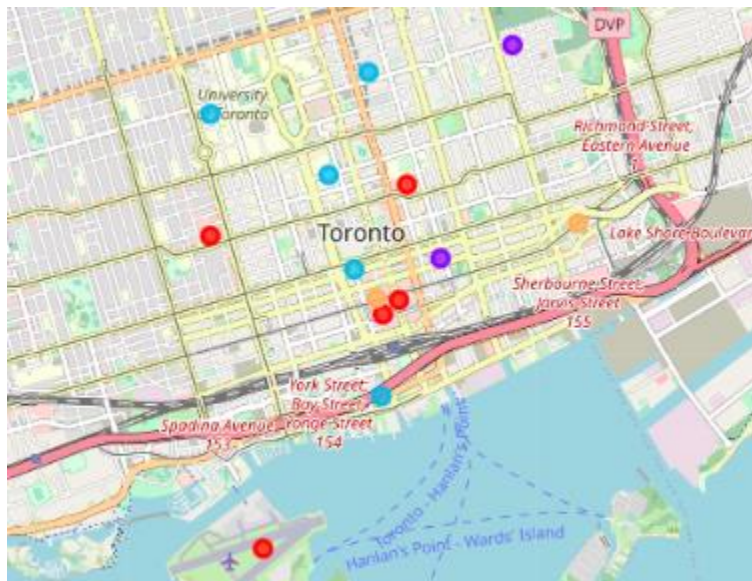 DVP
University
of Toronto
Richmond Street,
Eastern Avenue
Toronto
Lake Shore Boulevar
Sherbourne Street,
Jarvis Street
155
York Street,
Bay Street,
Yonge Street
154
Spadina Avenue
153
Toronto - Hanlan's Point
Hanlan's Point - Wards' Island